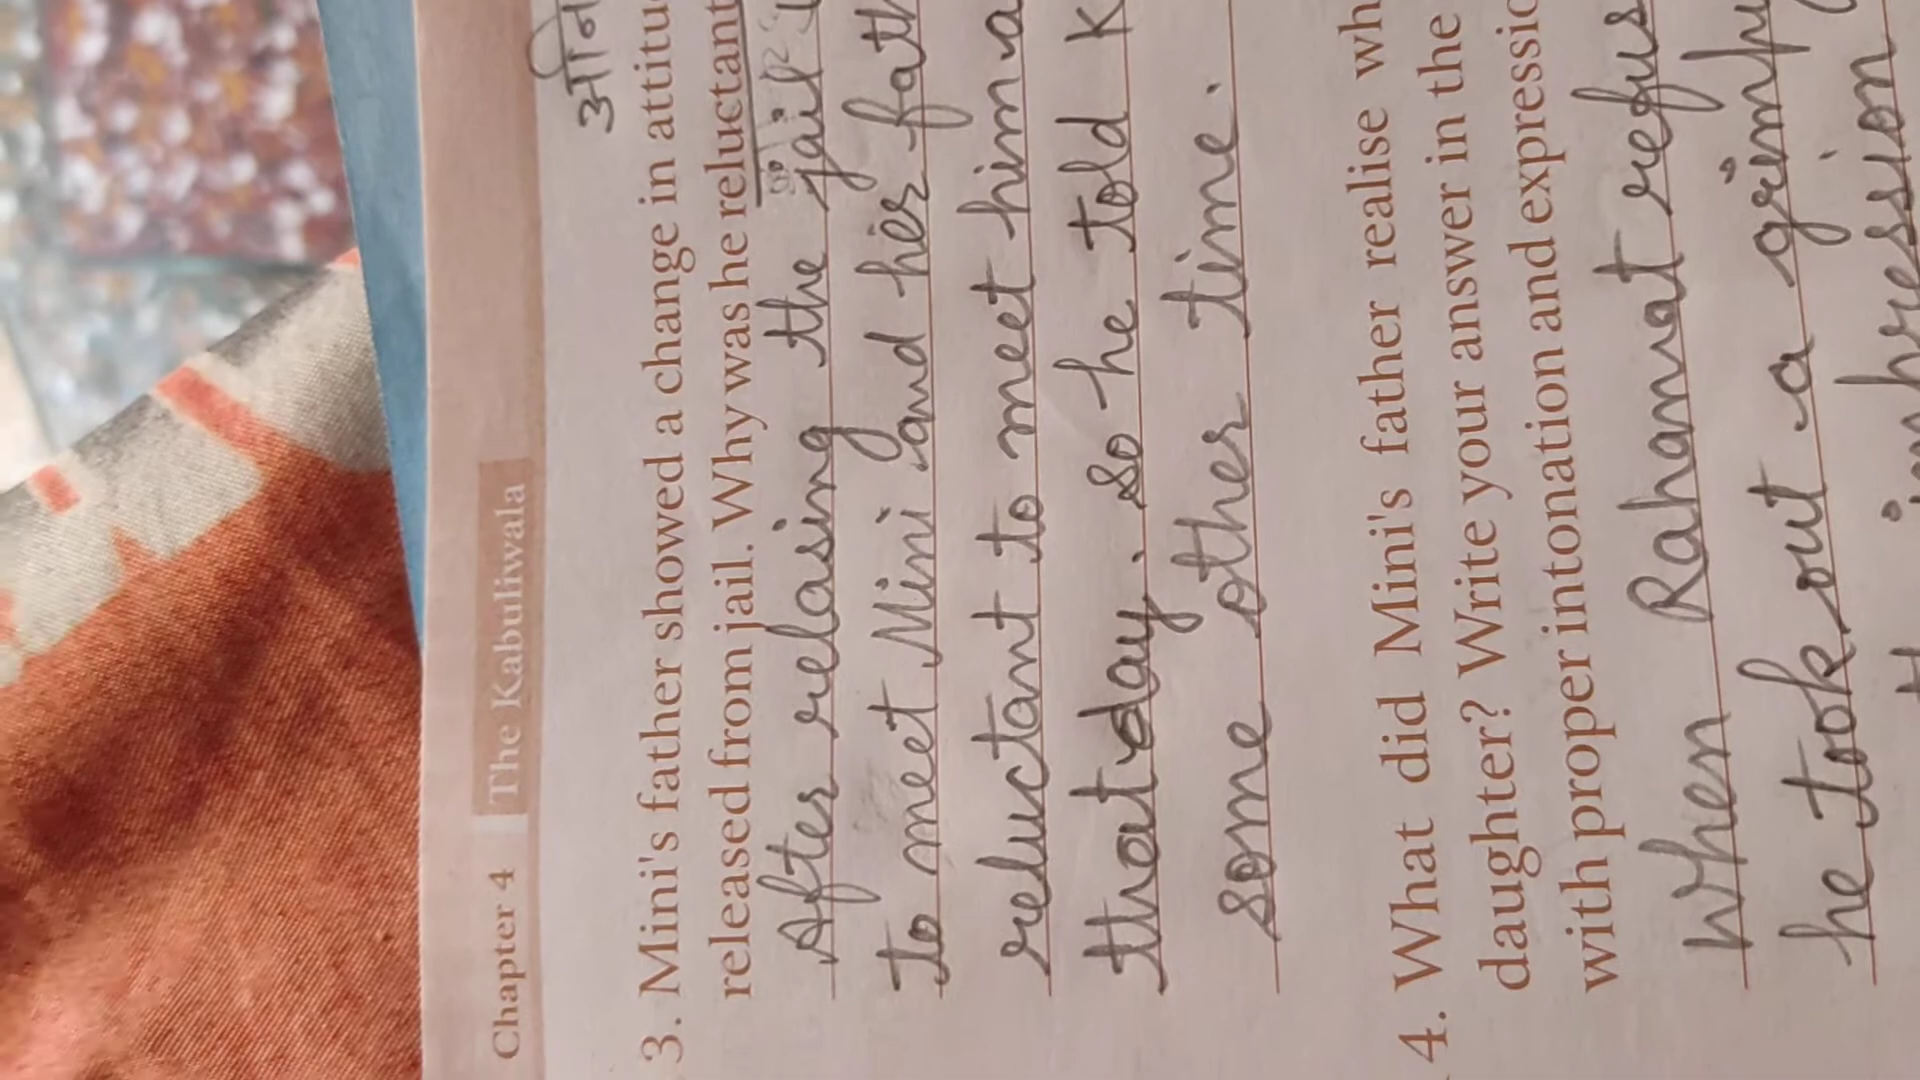 Chapter 4 The Kabuliwala
3. Mini's father showed a change in attitu
released from jail. Why was he reluctant
After relasing the jail
to meet Mini and her fath
reluctant to meet him a
that day. so he told K
some other time.
4. What did Mini's father realise wh
daughter? Write your answer in the
with proper intonation and expressio
When Rahamat refus
he took out a grimy
impression